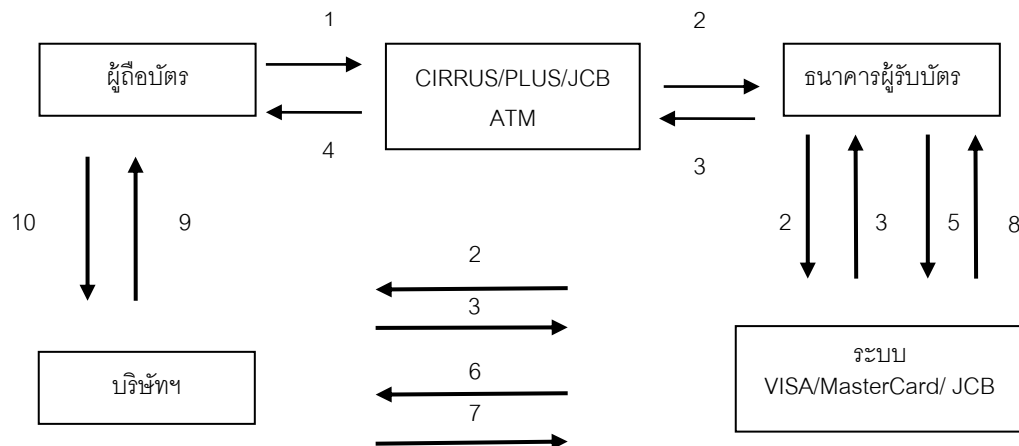 1
2
ผู้ถือบัตร
CIRRUS/PLUS/JCB
ATM
ธนาคารผู้รับบัตร
4
3
10
9
2
3
5
8
2
3
ระบบ
VISA/MasterCard/ JCB
บริษัทฯ
6
7